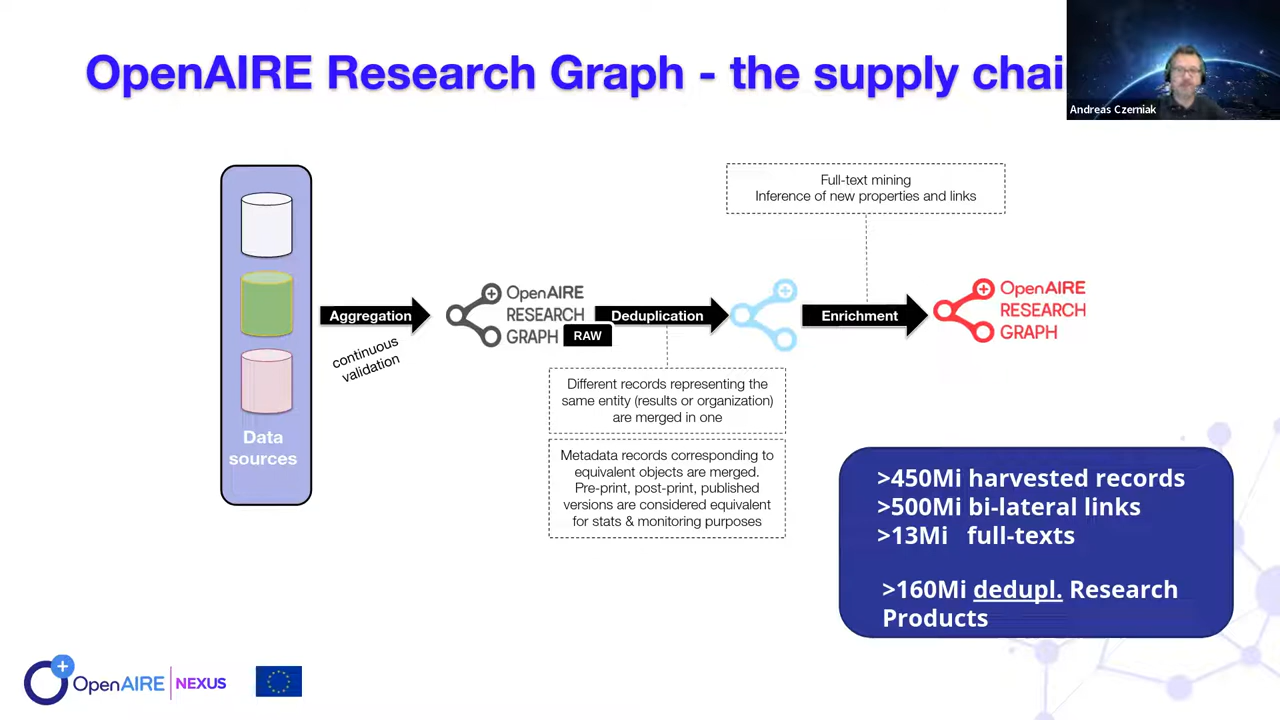 OpenAIRE Research Graph - the supply chai
Andreas Czerniak
Full-text mining
Inference of new properties and links
Data
sources
Aggregation
continuous
validation
OpenAIRE
RESEARCH
GRAPH
RAW
Deduplication
Enrichment
OpenAIRE
RESEARCH
GRAPH
Different records representing the
same entity (results or organization)
are merged in one
Metadata records corresponding to
equivalent objects are merged.
Pre-print, post-print, published
versions are considered equivalent
for stats & monitoring purposes
>450Mi harvested records
>500Mi bi-lateral links
>13Mi full-texts
>160Mi dedupl. Research
Products
OpenAIRE NEXUS